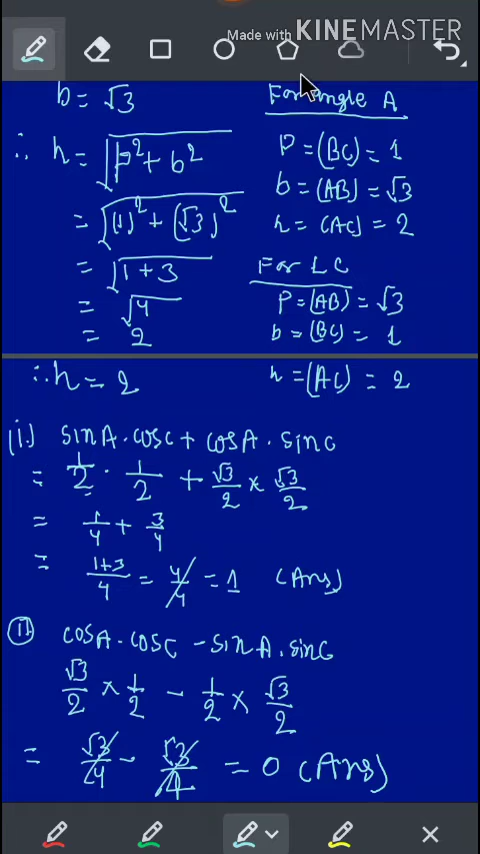 Made with KINEMASTER
b = √3
∴ h = √p² + b²
= √(1)² + (√3)²
= √1 + 3
= √4
= 2
∴ h = 2
For angle A
P = (BC) = 1
b = (AB) = √3
h = (AC) = 2
For ∠C
P = (AB) = √3
b = (BC) = 1
h = (AC) = 2
(i.) sinA . cosC + cosA . sinC
= 1/2 . 1/2 + √3/2 × √3/2
= 1/4 + 3/4
= 1+3/4 = 4/4 = 1 (Ans)
(ii) cosA . cosC - sinA . sinC
√3/2 × 1/2 - 1/2 × √3/2
= √3/4 - √3/4 = 0 (Ans)